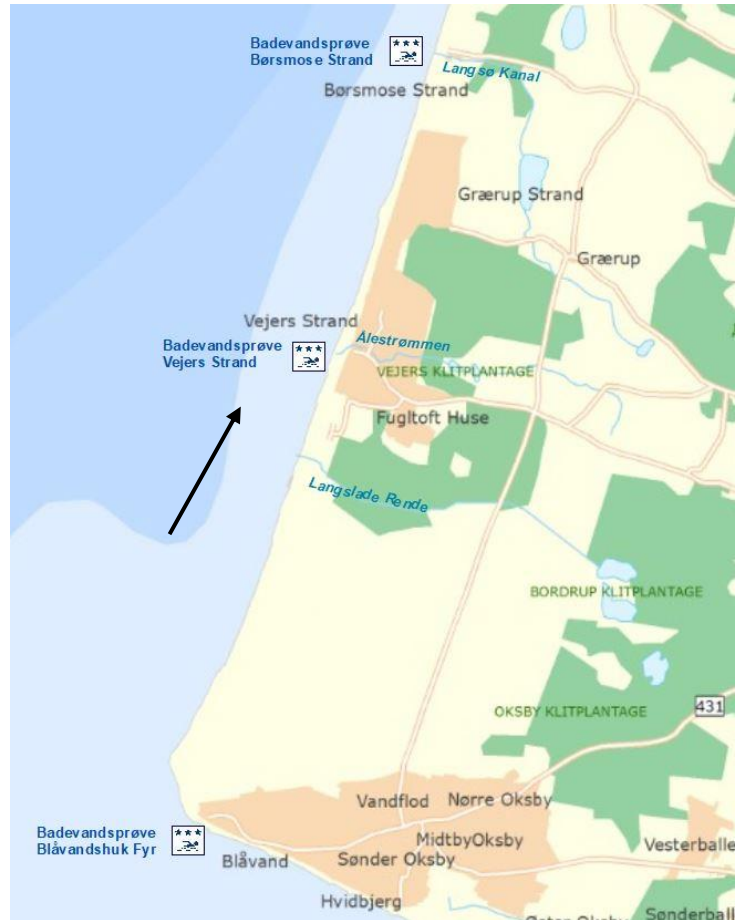 Badevandsprøve
Børsmose Strand
Langsø Kanal
Børsmose Strand
Grærup Strand
Grærup
Vejers Strand
Badevandsprøve
Vejers Strand
Ålestrømmen
VEJERS KLITPLANTAGE
Fugltoft Huse
Langslade Rende
BORDRUP KLITPLANTAGE
OKSBY KLITPLANTAGE
431
Vandflod
Nørre Oksby
Badevandsprøve
Blåvandshuk Fyr
MidtbyOksby
Vesterballe
Blåvand
Sønder Oksby
Hvidbjerg
Sønderball